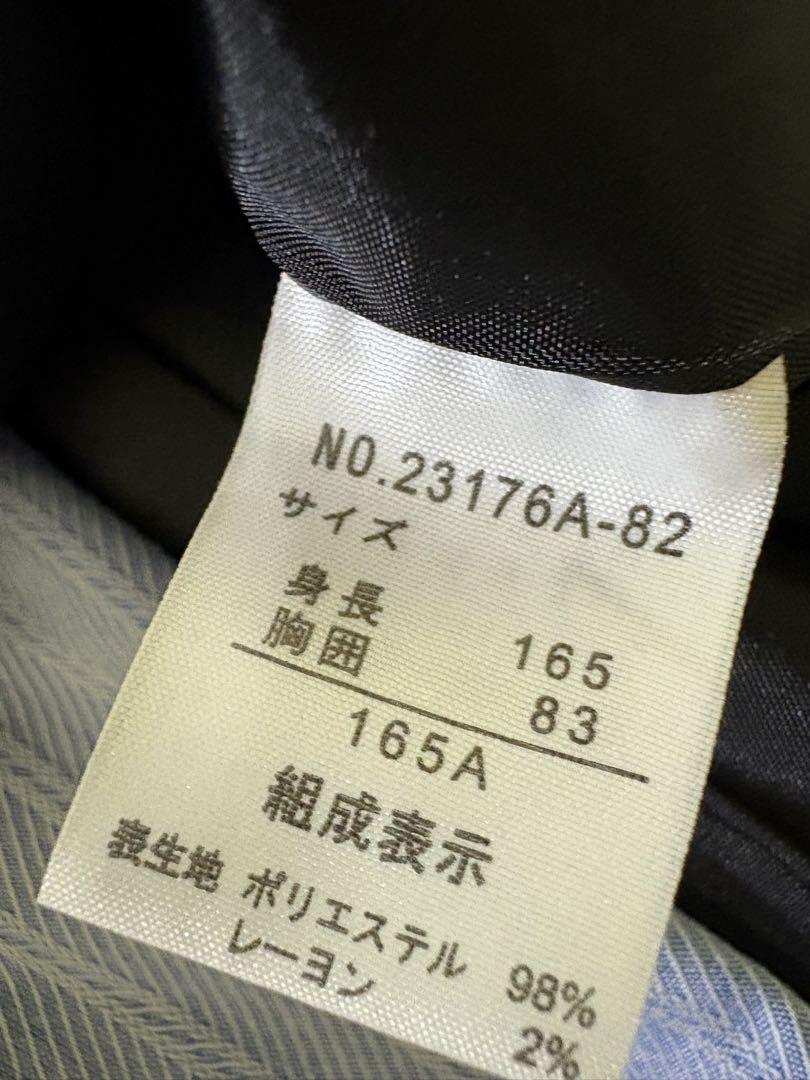 NO.23176A-82
サイズ
身長 165
胸囲 83
165A
組成表示
表生地 ポリエステル 98%
レーヨン 2%